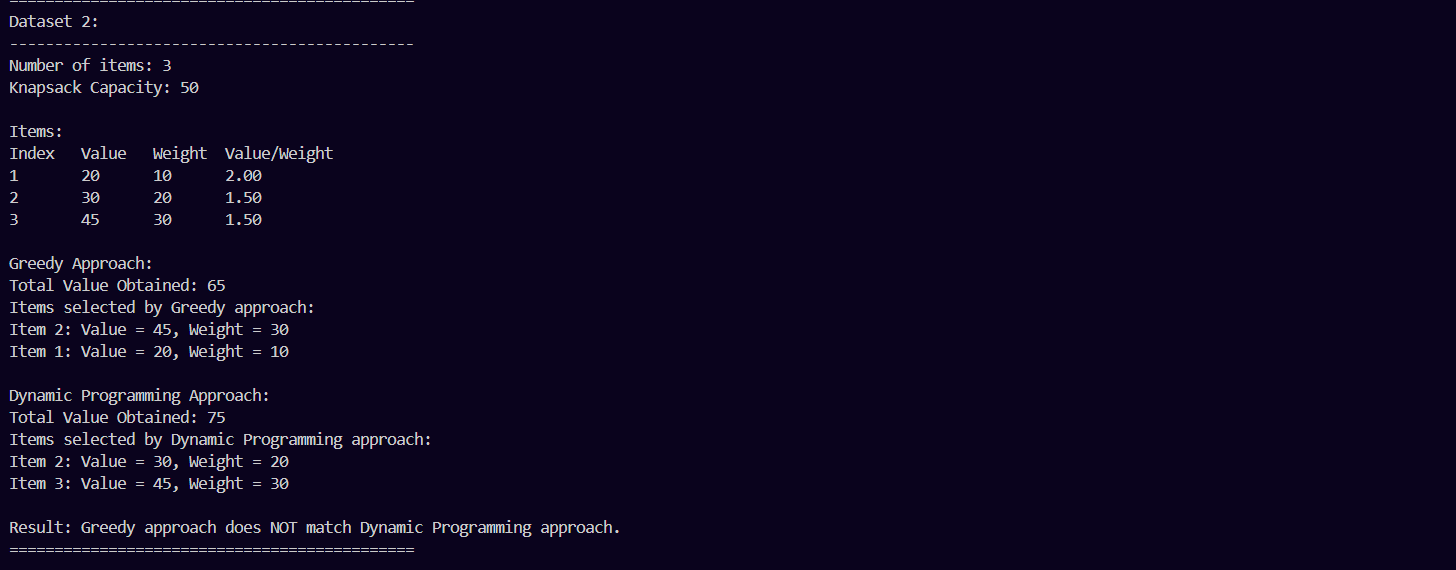 =============================================
Dataset 2:
---------------------------------------------
Number of items: 3
Knapsack Capacity: 50
Items:
Index   Value   Weight  Value/Weight
1       20      10      2.00
2       30      20      1.50
3       45      30      1.50
Greedy Approach:
Total Value Obtained: 65
Items selected by Greedy approach:
Item 2: Value = 45, Weight = 30
Item 1: Value = 20, Weight = 10
Dynamic Programming Approach:
Total Value Obtained: 75
Items selected by Dynamic Programming approach:
Item 2: Value = 30, Weight = 20
Item 3: Value = 45, Weight = 30
Result: Greedy approach does NOT match Dynamic Programming approach.
=============================================